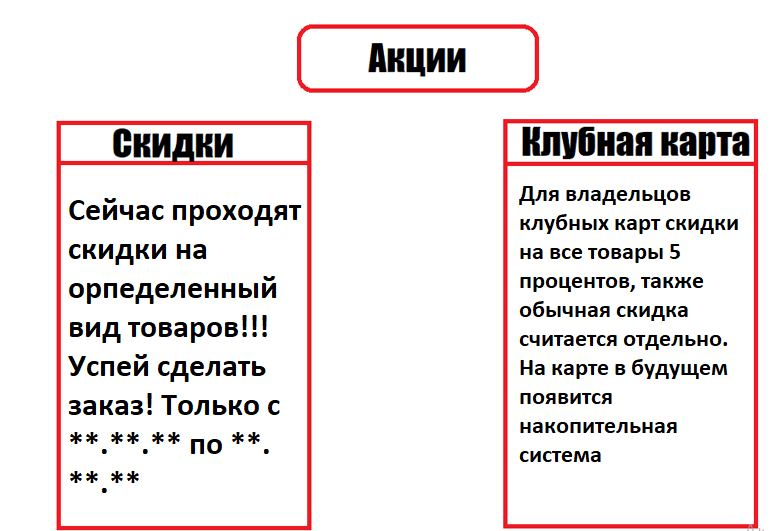 Акции
Скидки
Сейчас проходят
скидки на
орпеделенный
вид товаров!!!
Успей сделать
заказ! Только с
**.**.** по **.
**.**
Клубная карта
Для владельцов
клубных карт скидки
на все товары 5
процентов, также
обычная скидка
считается отдельно.
На карте в будущем
появится
накопительная
система